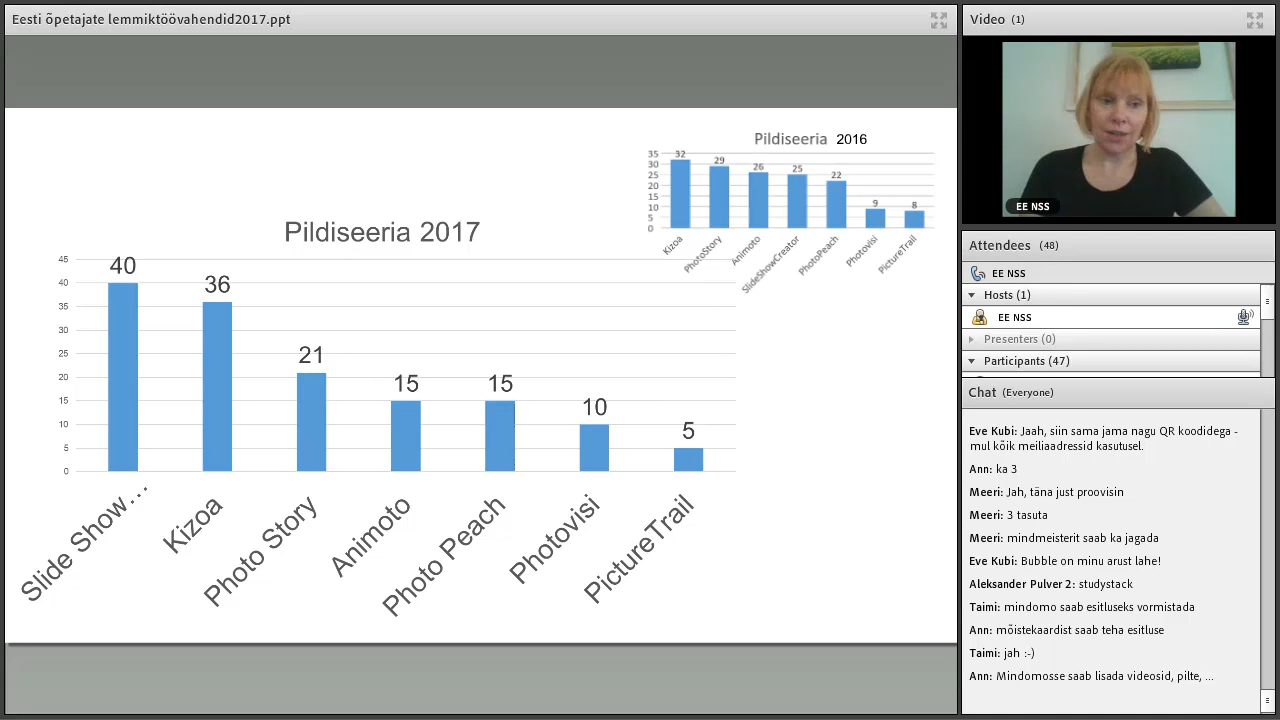 Eesti õpetajate lemmiktöövahendid2017.ppt
Pildiseeria 2016
35
30
25
20
15
10
5
0
32
29
26
25
22
9
8
Kizoa
PhotoStory
Animoto
SlideShowCreator
PhotoPeach
Photovisi
PictureTrail
Pildiseeria 2017
45
40
35
30
25
20
15
10
5
0
40
36
21
15
15
10
5
Slide Show...
Kizoa
Photo Story
Animoto
Photo Peach
Photovisi
PictureTrail
Video (1)
EE NSS
Attendees (48)
EE NSS
Hosts (1)
EE NSS
Presenters (0)
Participants (47)
Chat (Everyone)
Eve Kubi: Jaah, siin sama jama nagu QR koodidega -
mul kõik meiliaadressid kasutusel.
Ann: ka 3
Meeri: Jah, täna just proovisin
Meeri: 3 tasuta
Meeri: mindmeisterit saab ka jagada
Eve Kubi: Bubble on minu arust lahe!
Aleksander Pulver 2: studystack
Taimi: mindomo saab esitluseks vormistada
Ann: mõistekaardist saab teha esitluse
Taimi: jah :-)
Ann: Mindomosse saab lisada videosid, pilte, ...